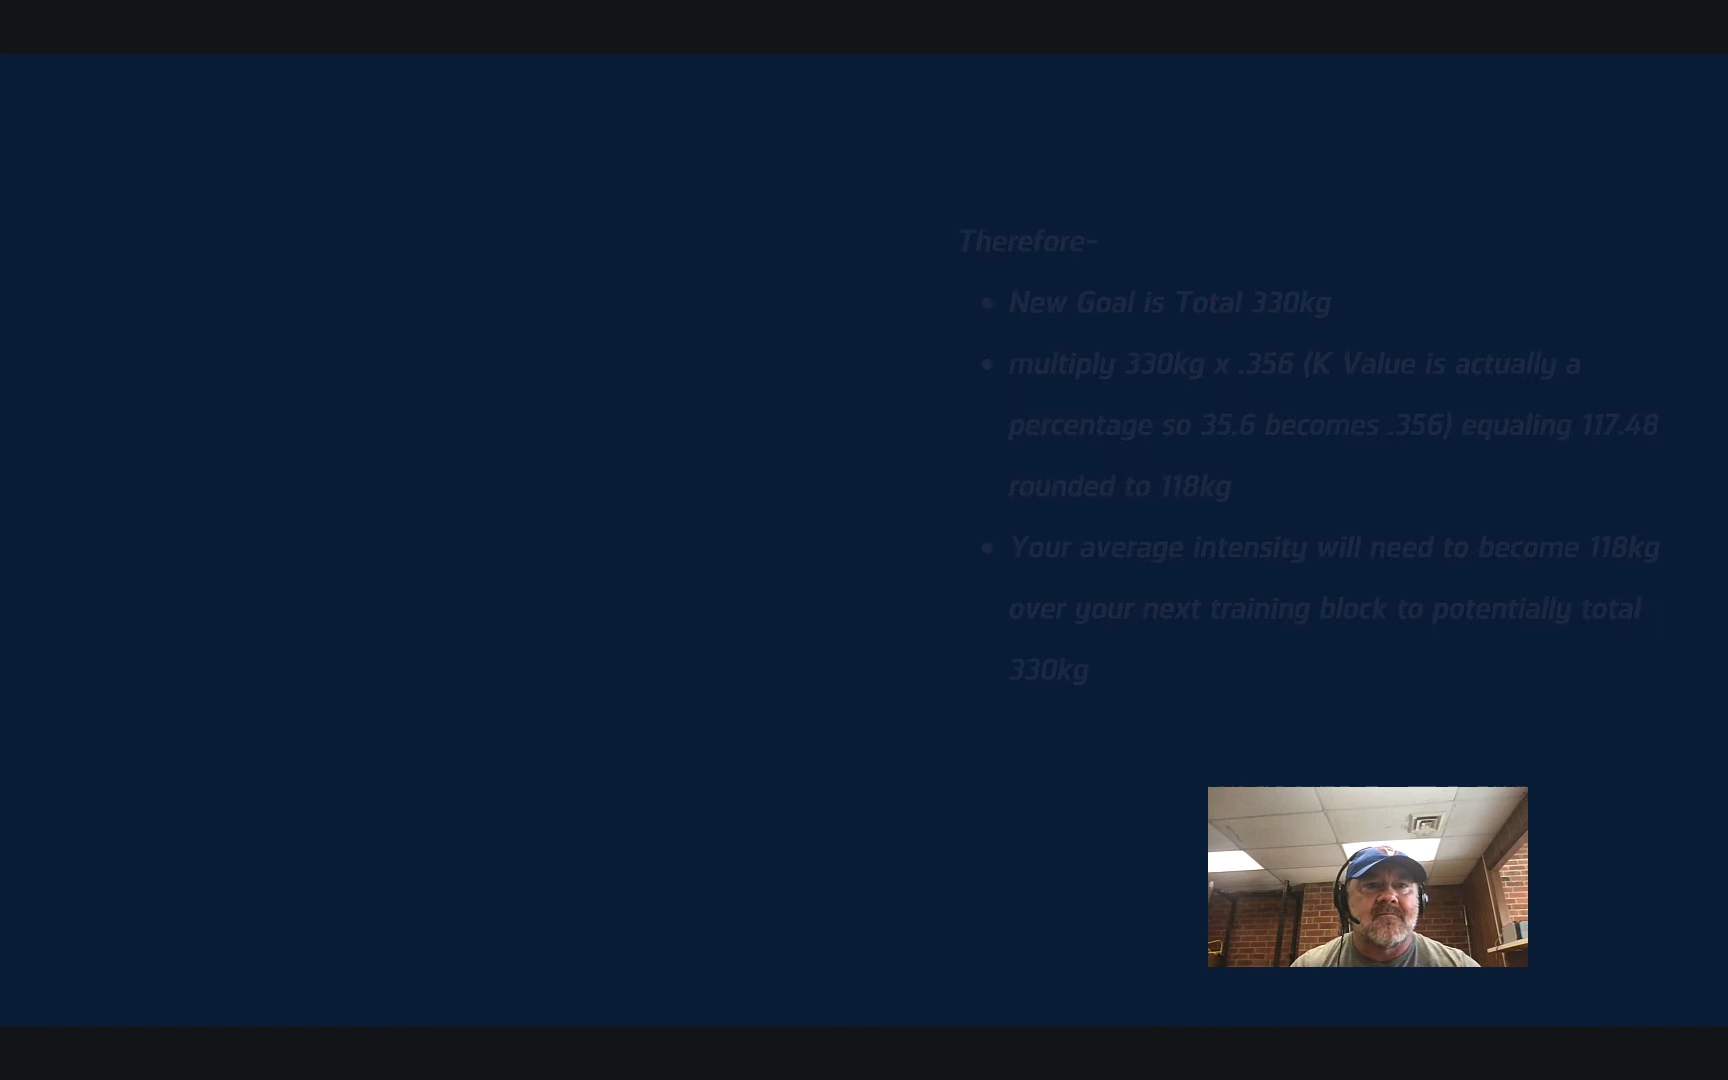 Therefore-
• New Goal is Total 330kg
• multiply 330kg x .356 (K Value is actually a
percentage so 35.6 becomes .356) equaling 117.48
rounded to 118kg
• Your average intensity will need to become 118kg
over your next training block to potentially total
330kg